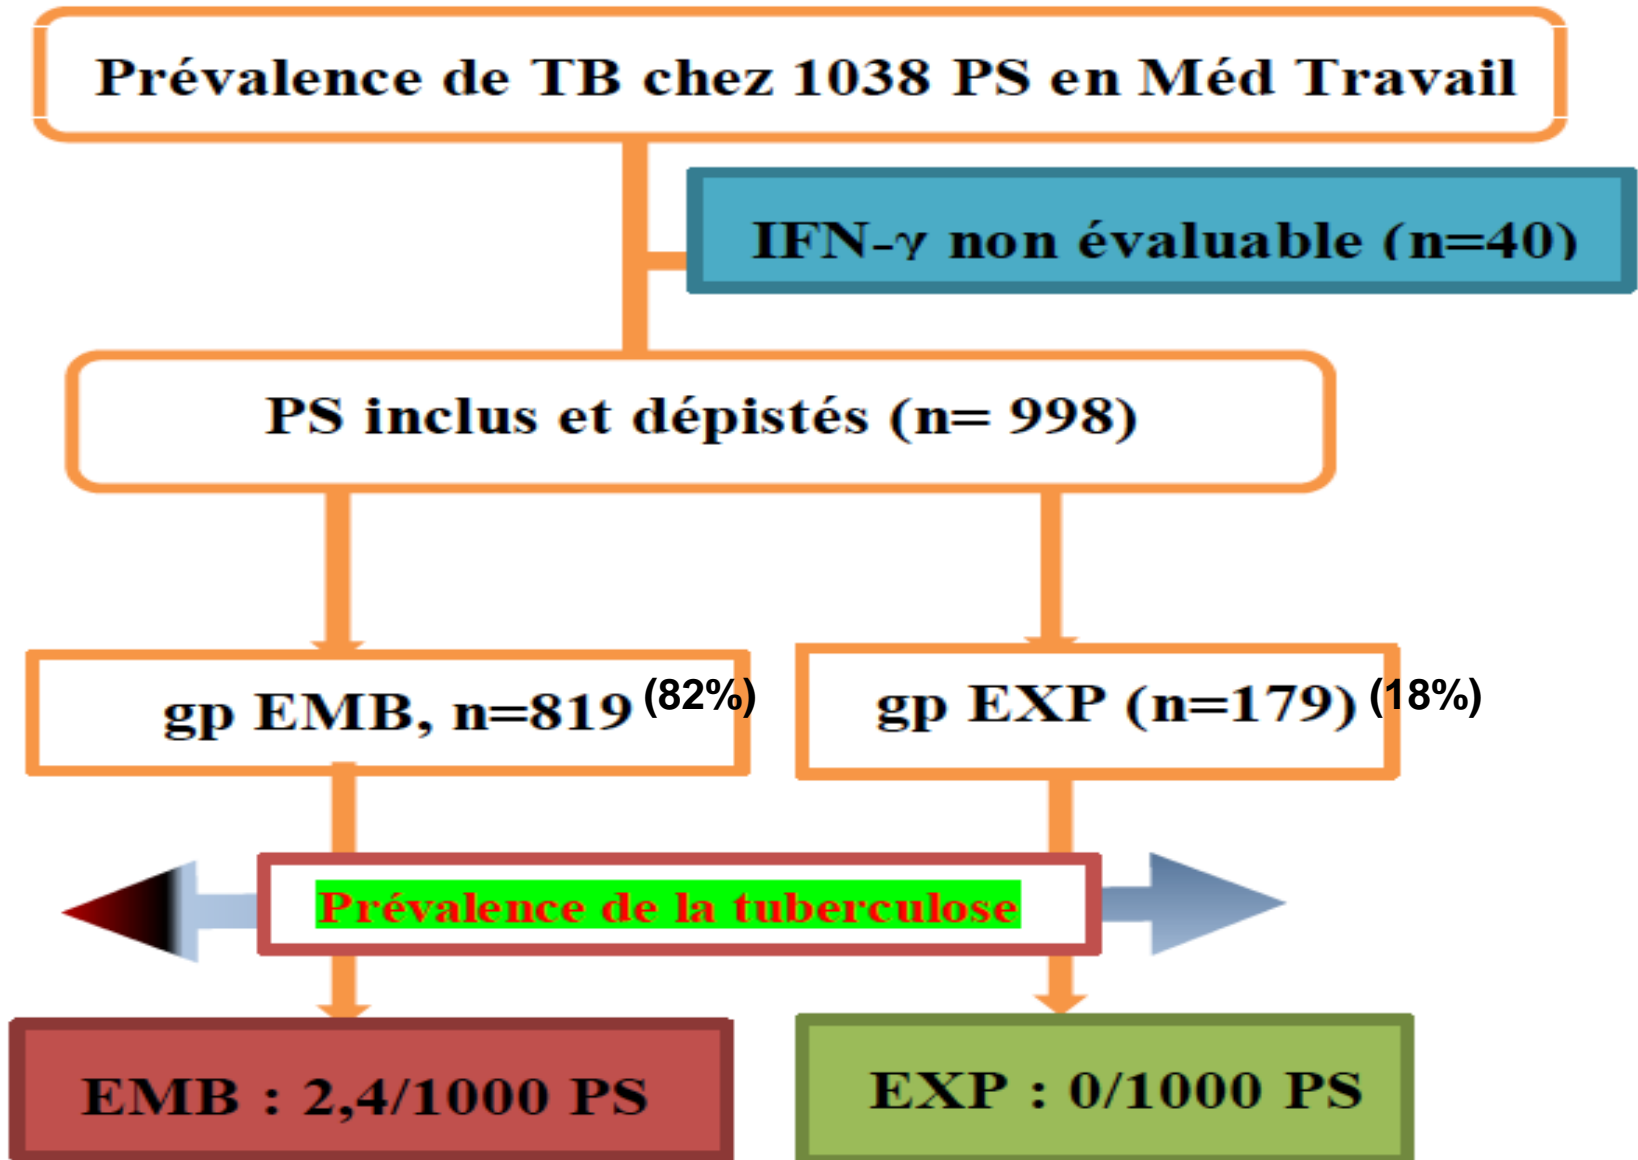 Prévalence de TB chez 1038 PS en Méd Travail
IFN-γ non évaluable (n=40)
PS inclus et dépistés (n= 998)
gp EMB, n=819 (82%)
gp EXP (n=179) (18%)
Prévalence de la tuberculose
EMB : 2,4/1000 PS
EXP : 0/1000 PS